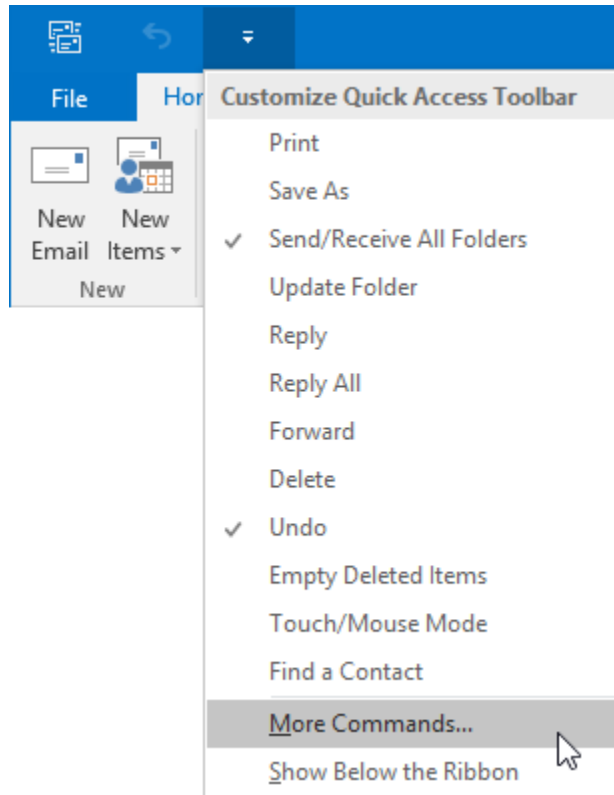 File
Hor
Customize Quick Access Toolbar
New
Email
New
Items
New
Print
Save As
Send/Receive All Folders
Update Folder
Reply
Reply All
Forward
Delete
Undo
Empty Deleted Items
Touch/Mouse Mode
Find a Contact
More Commands...
Show Below the Ribbon